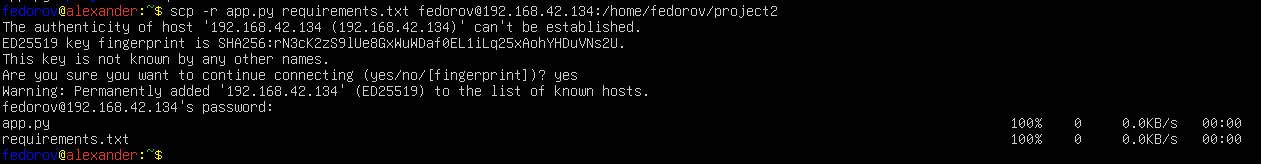 fedorov@alexander:~$ scp -r app.py requirements.txt fedorov@192.168.42.134:/home/fedorov/project2
The authenticity of host '192.168.42.134 (192.168.42.134)' can't be established.
ED25519 key fingerprint is SHA256:rN3cK2zS9lUe8GxWuWDaf0EL1iLq25xAohYHDuVNs2U.
This key is not known by any other names.
Are you sure you want to continue connecting (yes/no/[fingerprint])? yes
Warning: Permanently added '192.168.42.134' (ED25519) to the list of known hosts.
fedorov@192.168.42.134's password:
app.py 100% 0 0.0KB/s 00:00
requirements.txt 100% 0 0.0KB/s 00:00
fedorov@alexander:~$